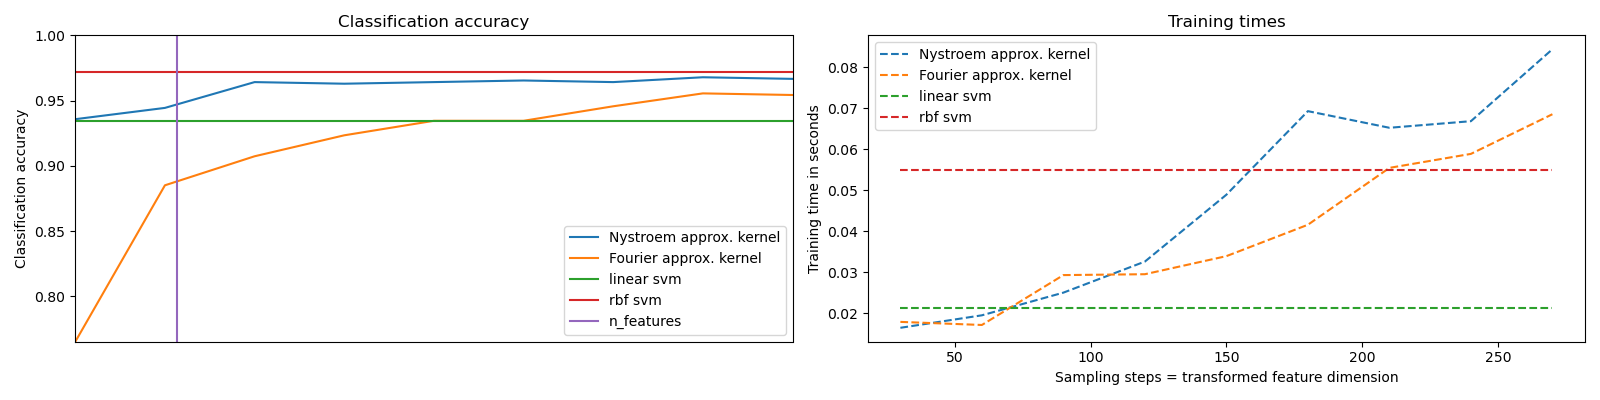 Classification accuracy
Classification accuracy
1.00
0.95
0.90
0.85
0.80
Nystroem approx. kernel
Fourier approx. kernel
linear svm
rbf svm
n_features
Training times
Training time in seconds
0.08
0.07
0.06
0.05
0.04
0.03
0.02
Nystroem approx. kernel
Fourier approx. kernel
linear svm
rbf svm
50 100 150 200 250
Sampling steps = transformed feature dimension